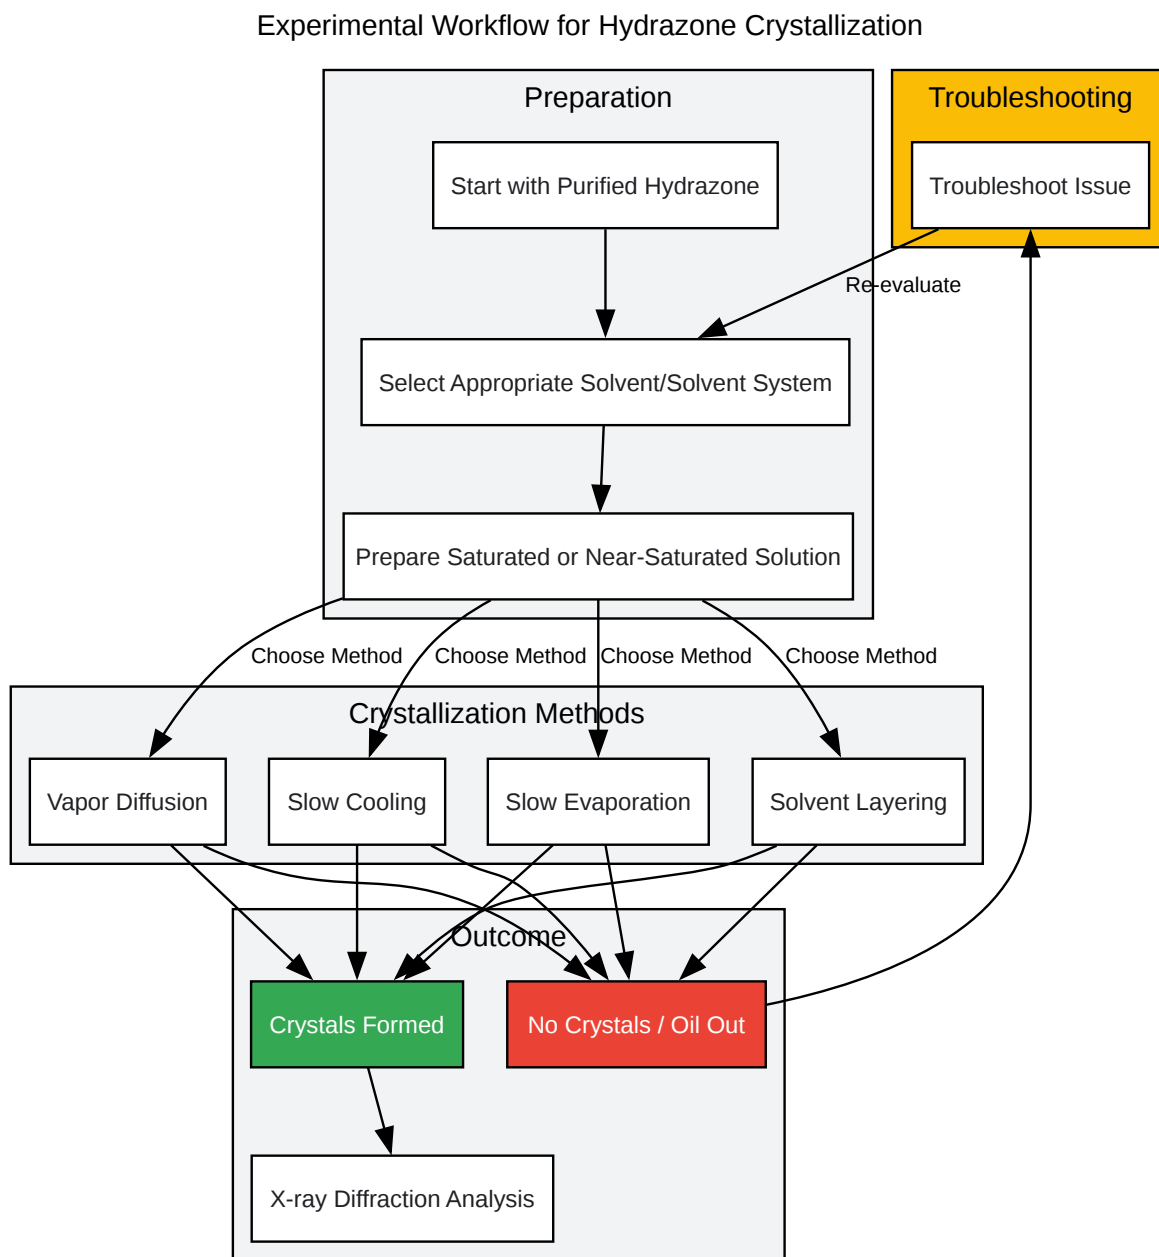 Experimental Workflow for Hydrazone Crystallization
Preparation
Troubleshooting
Start with Purified Hydrazone
Troubleshoot Issue
Re-evaluate
Select Appropriate Solvent/Solvent System
Prepare Saturated or Near-Saturated Solution
Choose Method
Choose Method
Choose Method
Choose Method
Crystallization Methods
Vapor Diffusion
Slow Cooling
Slow Evaporation
Solvent Layering
Outcome
Crystals Formed
No Crystals / Oil Out
X-ray Diffraction Analysis